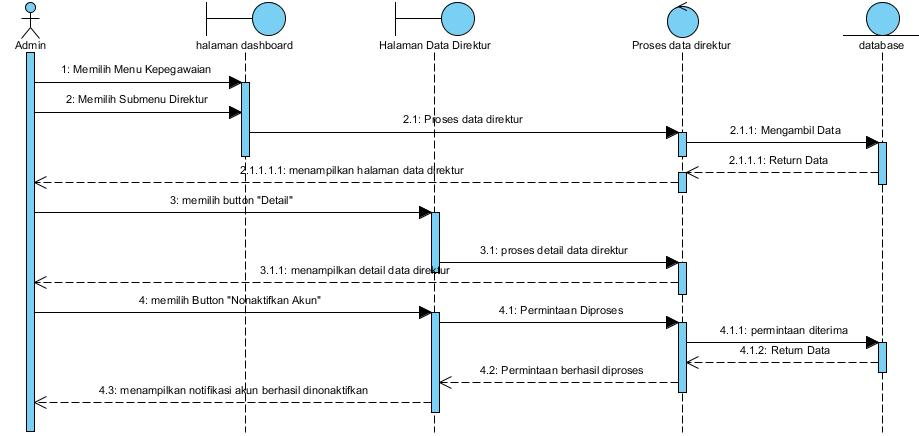 Admin
halaman dashboard
Halaman Data Direktur
Proses data direktur
database
1: Memilih Menu Kepegawaian
2: Memilih Submenu Direktur
2.1: Proses data direktur
2.1.1: Mengambil Data
2.1.1.1: Return Data
2.1.1.1.1: menampilkan halaman data direktur
3: memilih button "Detail"
3.1: proses detail data direktur
3.1.1: menampilkan detail data direktur
4: memilih Button "Nonaktifkan Akun"
4.1: Permintaan Diproses
4.1.1: permintaan diterima
4.1.2: Return Data
4.2: Permintaan berhasil diproses
4.3: menampilkan notifikasi akun berhasil dinonaktifkan